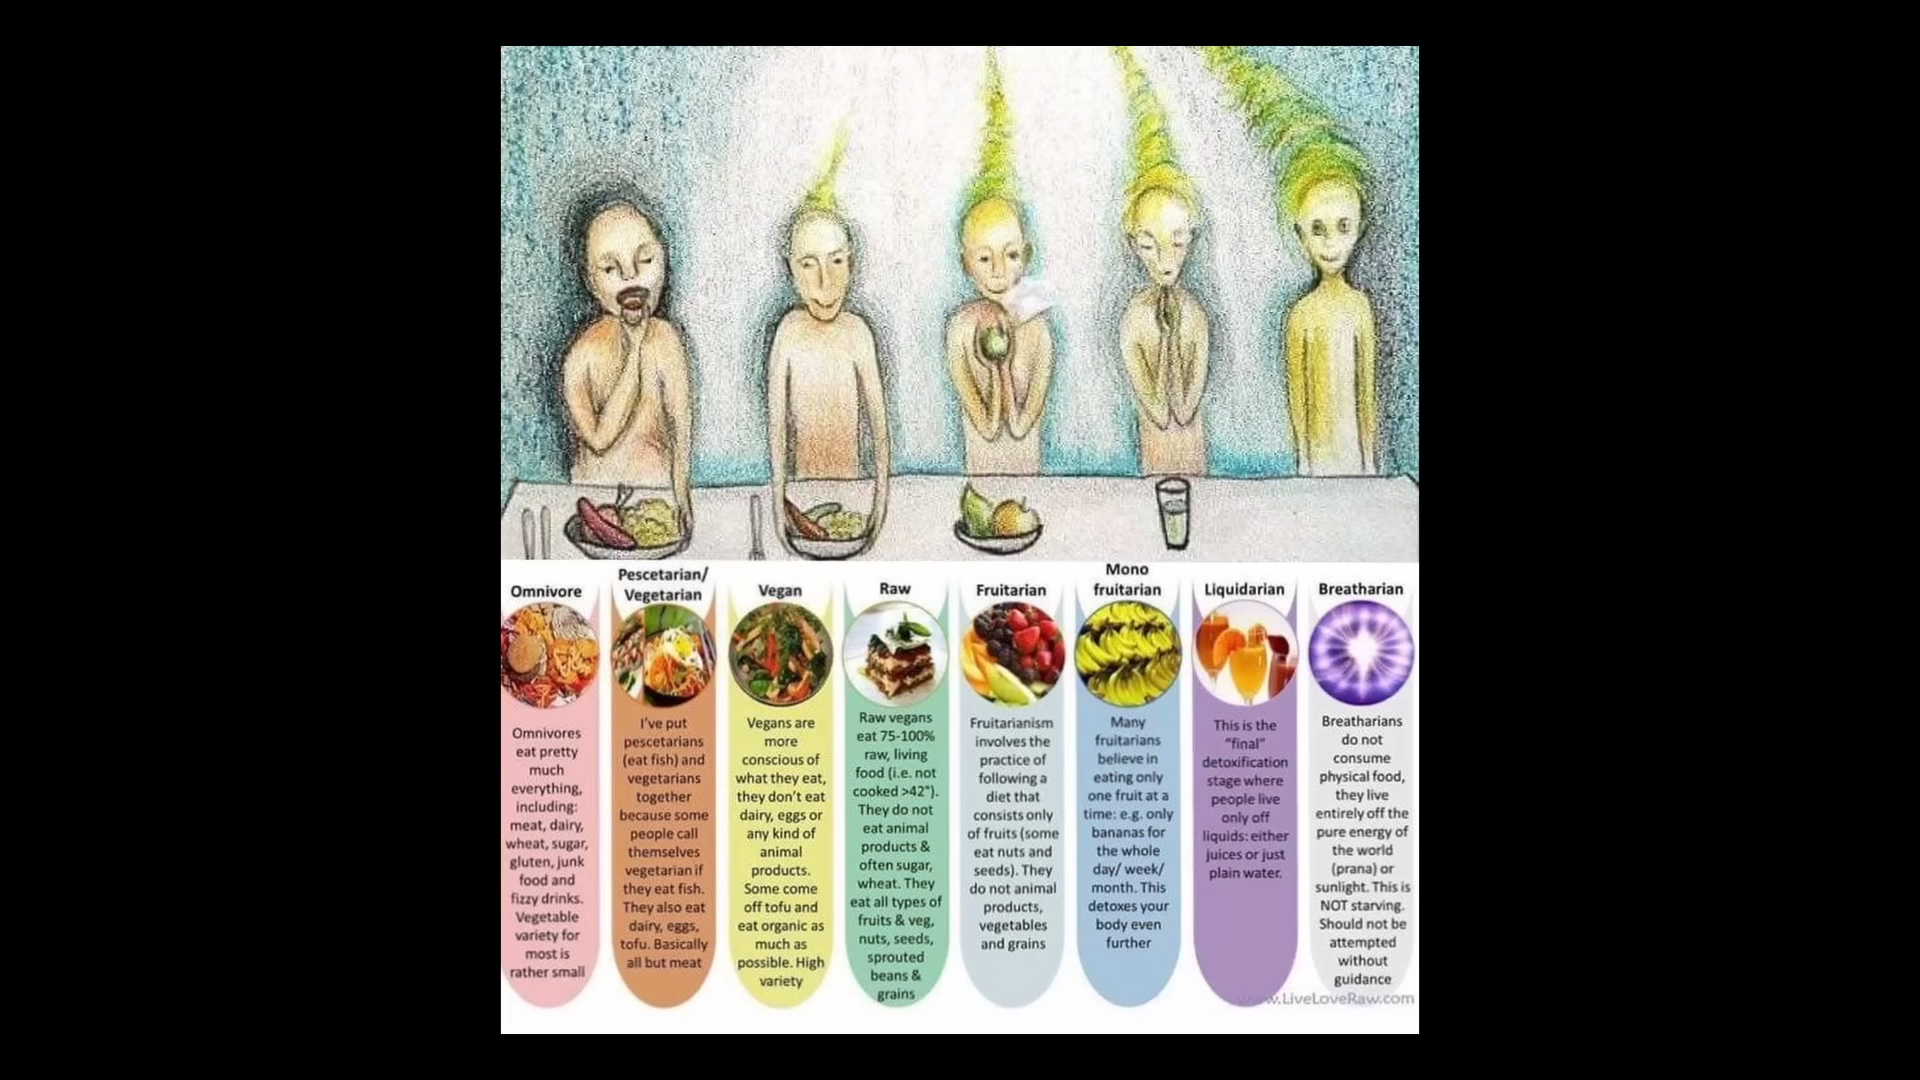 Omnivore
Omnivores
eat pretty
much
everything,
including:
meat, dairy,
wheat, sugar,
gluten, junk
food and
fizzy drinks.
Vegetable
variety for
most is
rather small
Pescetarian/
Vegetarian
I've put
pescetarians
(eat fish) and
vegetarians
together
because some
people call
themselves
vegetarian if
they eat fish.
They also eat
dairy, eggs,
tofu. Basically
all but meat
Vegan
Vegans are
more
conscious of
what they eat,
they don't eat
dairy, eggs or
any kind of
animal
products.
Some come
off tofu and
eat organic as
much as
possible. High
variety
Raw
Raw vegans
eat 75-100%
raw, living
food (i.e. not
cooked >42°).
They do not
eat animal
products &
often sugar,
wheat. They
eat all types of
fruits & veg,
nuts, seeds,
sprouted
beans &
grains
Fruitarian
Fruitarianism
involves the
practice of
following a
diet that
consists only
of fruits (some
eat nuts and
seeds). They
do not animal
products,
vegetables
and grains
Mono
fruitarian
Many
fruitarians
believe in
eating only
one fruit at a
time: e.g. only
bananas for
the whole
day/ week/
month. This
detoxes your
body even
further
Liquidarian
This is the
"final"
detoxification
stage where
people live
only off
liquids: either
juices or just
plain water.
Breatharian
Breatharians
do not
consume
physical food,
they live
entirely off the
pure energy of
the world
(prana) or
sunlight. This is
NOT starving.
Should not be
attempted
without
guidance
www.LiveLoveRaw.com